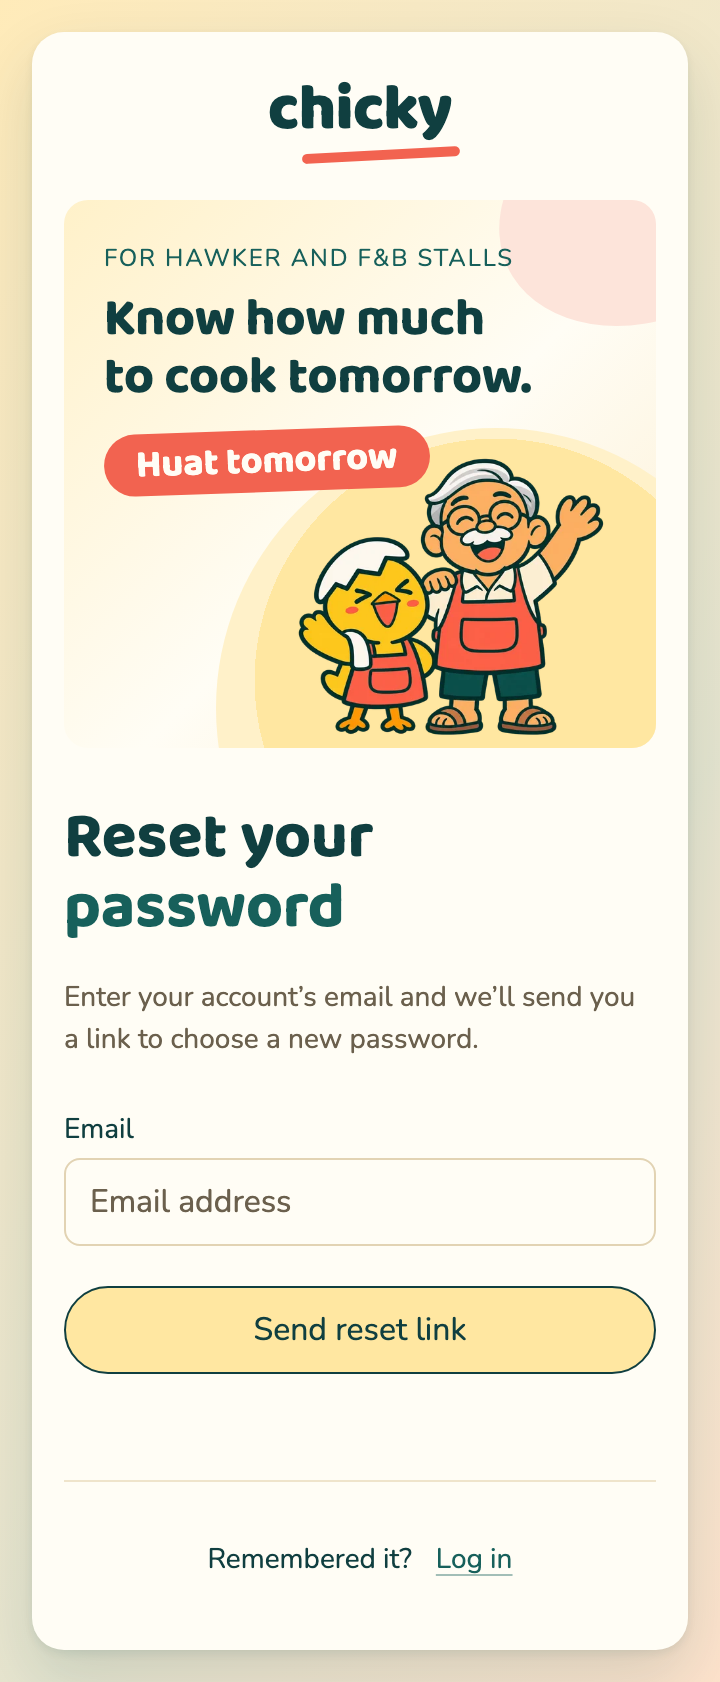 chicky
FOR HAWKER AND F&B STALLS
Know how much
to cook tomorrow.
Huat tomorrow
Reset your
password
Enter your account’s email and we’ll send you
a link to choose a new password.
Email
Email address
Send reset link
Remembered it? Log in